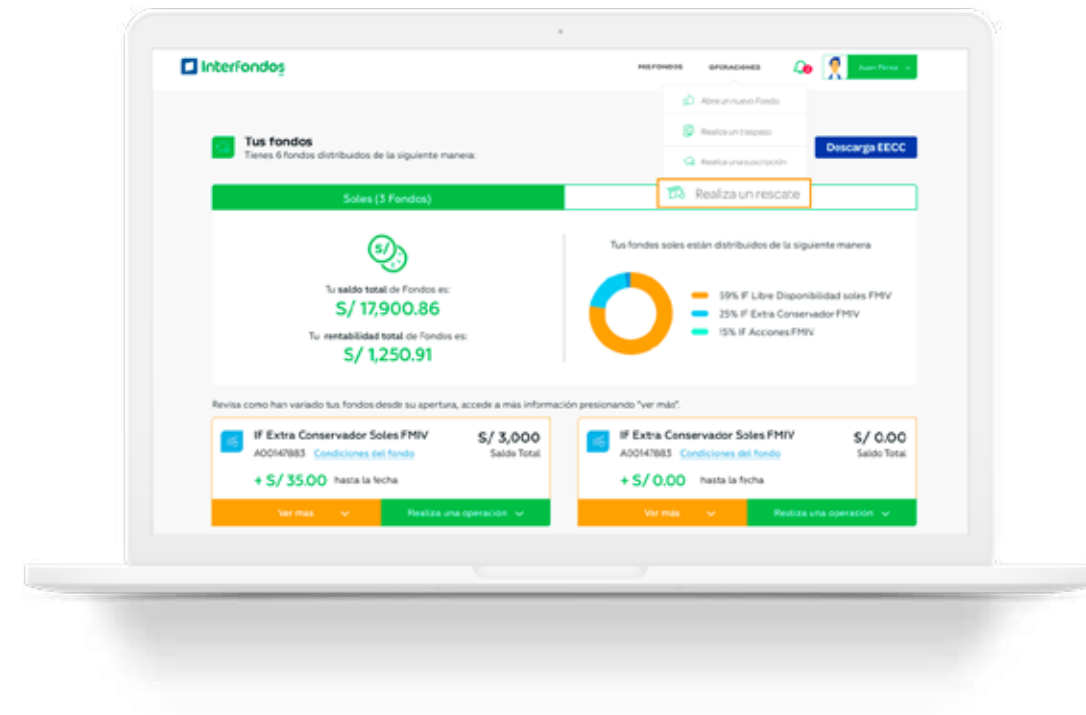 Interfondos
MIS FONDOS OPERACIONES
Abre un nuevo Fondo
Realiza un traspaso
Realiza una suscripción
Realiza un rescate
Tus fondos
Tienes 6 fondos distribuidos de la siguiente manera:
Descarga EECC
Soles (3 Fondos)
Tu saldo total de Fondos es:
S/ 17,900.86
Tu rentabilidad total de Fondos es:
S/ 1,250.91
Tus fondos soles están distribuidos de la siguiente manera
59% IF Libre Disponibilidad soles FMIV
25% IF Extra Conservador FMIV
15% IF Acciones FMIV
Revisa como han variado tus fondos desde su apertura, accede a más información presionando "ver más".
IF Extra Conservador Soles FMIV S/ 3,000
A00147883 Condiciones del fondo Saldo Total
+ S/ 35.00 hasta la fecha
Ver más Realiza una operación
IF Extra Conservador Soles FMIV S/ 0.00
A00147883 Condiciones del fondo Saldo Total
+ S/ 0.00 hasta la fecha
Ver más Realiza una operación